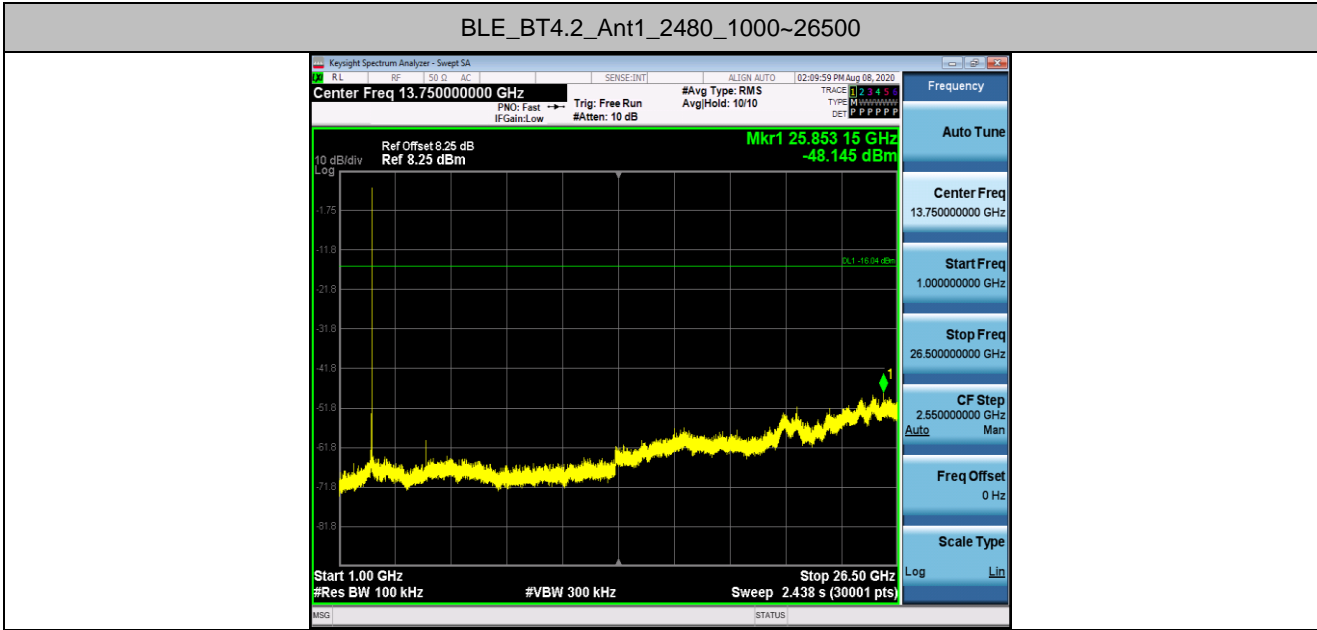 BLE_BT4.2_Ant1_2480_1000~26500
Keysight Spectrum Analyzer - Swept SA
RL RF 50 Ω AC SENSE:INT ALIGN AUTO 02:09:59 PM Aug 08, 2020
Center Freq 13.750000000 GHz
PNO: Fast
IFGain:Low
Trig: Free Run
#Atten: 10 dB
#Avg Type: RMS
Avg|Hold: 10/10
TRACE 1 2 3 4 5 6
TYPE M W W W W W
DET P P P P P P
Mkr1 25.853 15 GHz
-48.145 dBm
Ref Offset 8.25 dB
10 dB/div Ref 8.25 dBm
Log
-1.75
-11.8
DL1 -16.04 dBm
-21.8
-31.8
-41.8
1
-51.8
-61.8
-71.8
-81.8
Start 1.00 GHz Stop 26.50 GHz
#Res BW 100 kHz #VBW 300 kHz Sweep 2.438 s (30001 pts)
MSG STATUS
Frequency
Auto Tune
Center Freq
13.750000000 GHz
Start Freq
1.000000000 GHz
Stop Freq
26.500000000 GHz
CF Step
2.550000000 GHz
Auto Man
Freq Offset
0 Hz
Scale Type
Log Lin